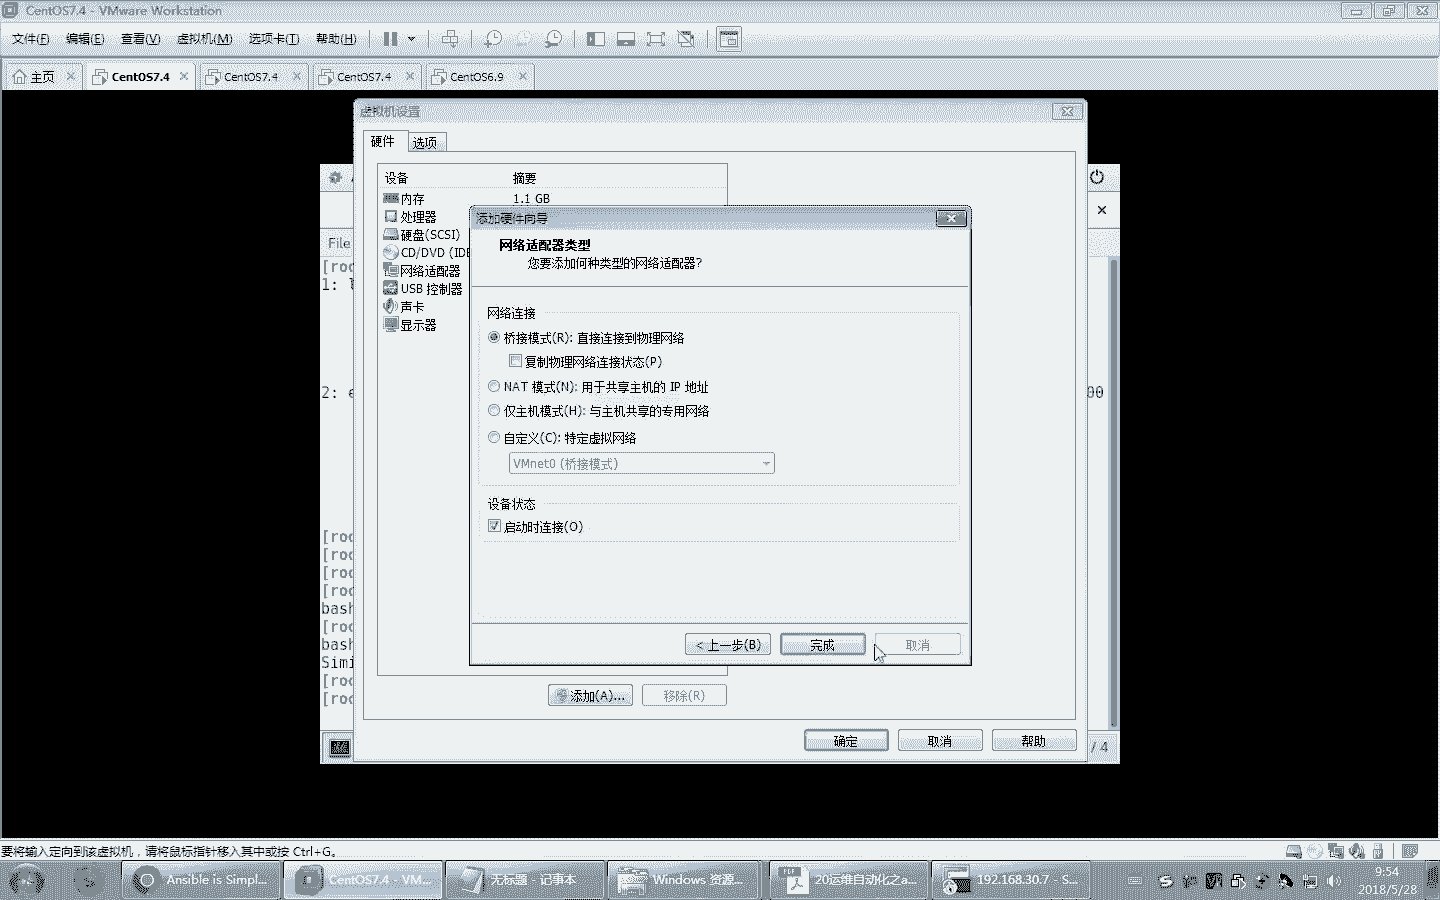 CentOS7.4 - VMware Workstation
文件(F) 编辑(E) 查看(V) 虚拟机(M) 选项卡(T) 帮助(H)
主页 CentOS7.4 CentOS7.4 CentOS7.4 CentOS6.9
虚拟机设置
硬件 选项
设备 摘要
内存 1.1 GB
处理器
硬盘(SCSI)
CD/DVD (IDE
网络适配器
USB 控制器
声卡
显示器
添加硬件向导
网络适配器类型
您要添加何种类型的网络适配器?
网络连接
桥接模式(R): 直接连接到物理网络
复制物理网络连接状态(P)
NAT 模式(N): 用于共享主机的 IP 地址
仅主机模式(H): 与主机共享的专用网络
自定义(C): 特定虚拟网络
VMnet0 (桥接模式)
设备状态
启动时连接(O)
< 上一步(B) 完成 取消
添加(A)... 移除(R)
确定 取消 帮助
File
[roo
1: l
2: e
00
[roo
[roo
[roo
[roo
bash
[roo
bash
Simi
[roo
[roo
/ 4
要将输入定向到该虚拟机，请将鼠标指针移入其中或按 Ctrl+G。
Ansible is Simpl... CentOS7.4 - VM... 无标题 - 记事本 Windows 资源... 20运维自动化之a... 192.168.30.7 - S...
9:54
2018/5/28